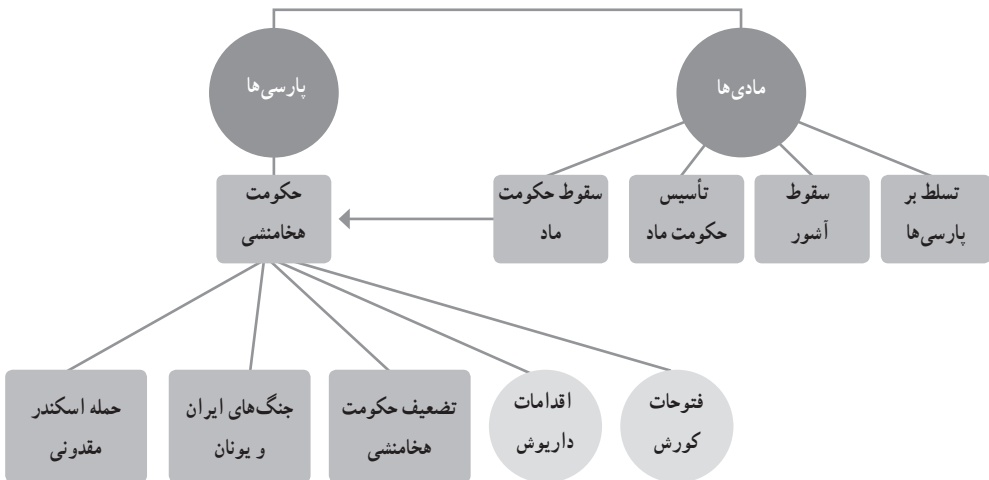 مادی‌ها
پارسی‌ها
تسلط بر
پارسی‌ها
سقوط
آشور
تأسیس
حکومت ماد
سقوط حکومت
ماد
حکومت
هخامنشی
فتوحات
کورش
اقدامات
داریوش
تضعیف حکومت
هخامنشی
جنگ‌های ایران
و یونان
حمله اسکندر
مقدونی